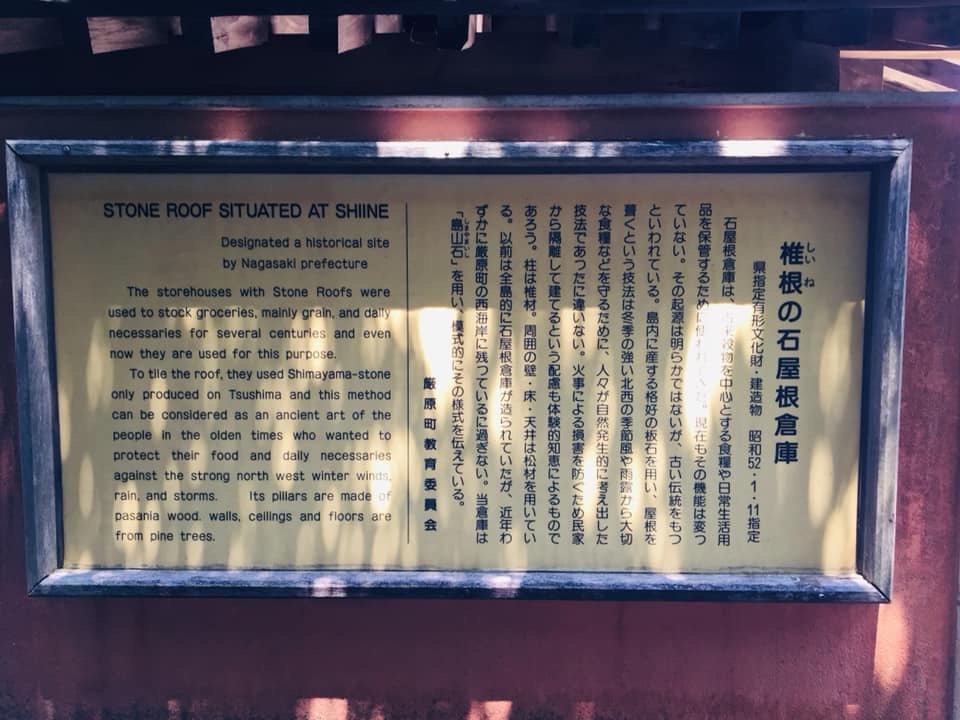 STONE ROOF SITUATED AT SHIINE
Designated a historical site
by Nagasaki prefecture
The storehouses with Stone Roofs were
used to stock groceries, mainly grain, and daily
necessaries for several centuries and even
now they are used for this purpose.
To tile the roof, they used Shimayama-stone
only produced on Tsushima and this method
can be considered as an ancient art of the
people in the olden times who wanted to
protect their food and daily necessaries
against the strong north west winter winds,
rain, and storms. Its pillars are made of
pasania wood. walls, ceilings and floors are
from pine trees.
しいね
椎根の石屋根倉庫
県指定有形文化財・建造物 昭和52・1・11指定
石屋根倉庫は、穀物を中心とする食糧や日常生活用
品を保管するために使われていた。現在もその機能は変つ
ていない。その起源は明らかではないが、古い伝統をもつ
といわれている。島内に産する格好の板石を用い、屋根を
葺くという技法は冬季の強い北西の季節風や雨露から大切
な食糧などを守るために、人々が自然発生的に考え出した
技法であつたに違いない。火事による損害を防ぐため民家
から隔離して建てるという配慮も体験的知恵によるもので
あろう。柱は椎材。周囲の壁・床・天井は松材を用いてい
る。以前は全島的に石屋根倉庫が造られていたが、近年わ
ずかに厳原町の西海岸に残つているに過ぎない。当倉庫は
しまやまいし
「島山石」を用い、模式的にその様式を伝えている。
厳原町教育委員会